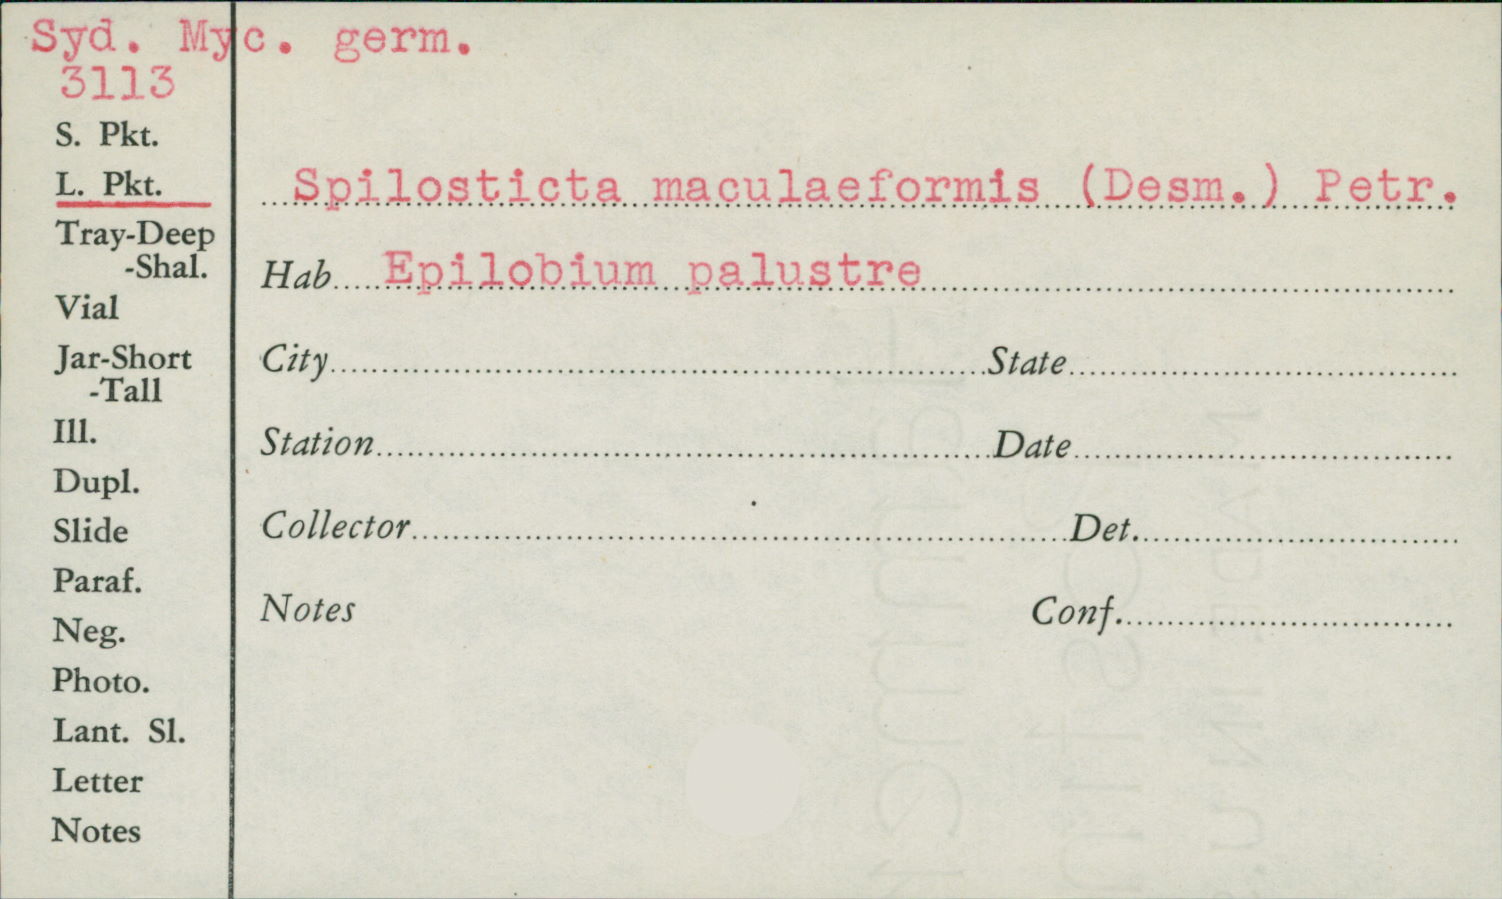 Syd. Myc. germ.
3113
S. Pkt.
L. Pkt.
Tray-Deep
-Shal.
Vial
Jar-Short
-Tall
Ill.
Dupl.
Slide
Paraf.
Neg.
Photo.
Lant. Sl.
Letter
Notes
Spilosticta maculaeformis (Desm.) Petr.
Hab Epilobium palustre
City State
Station Date
Collector Det.
Notes Conf.